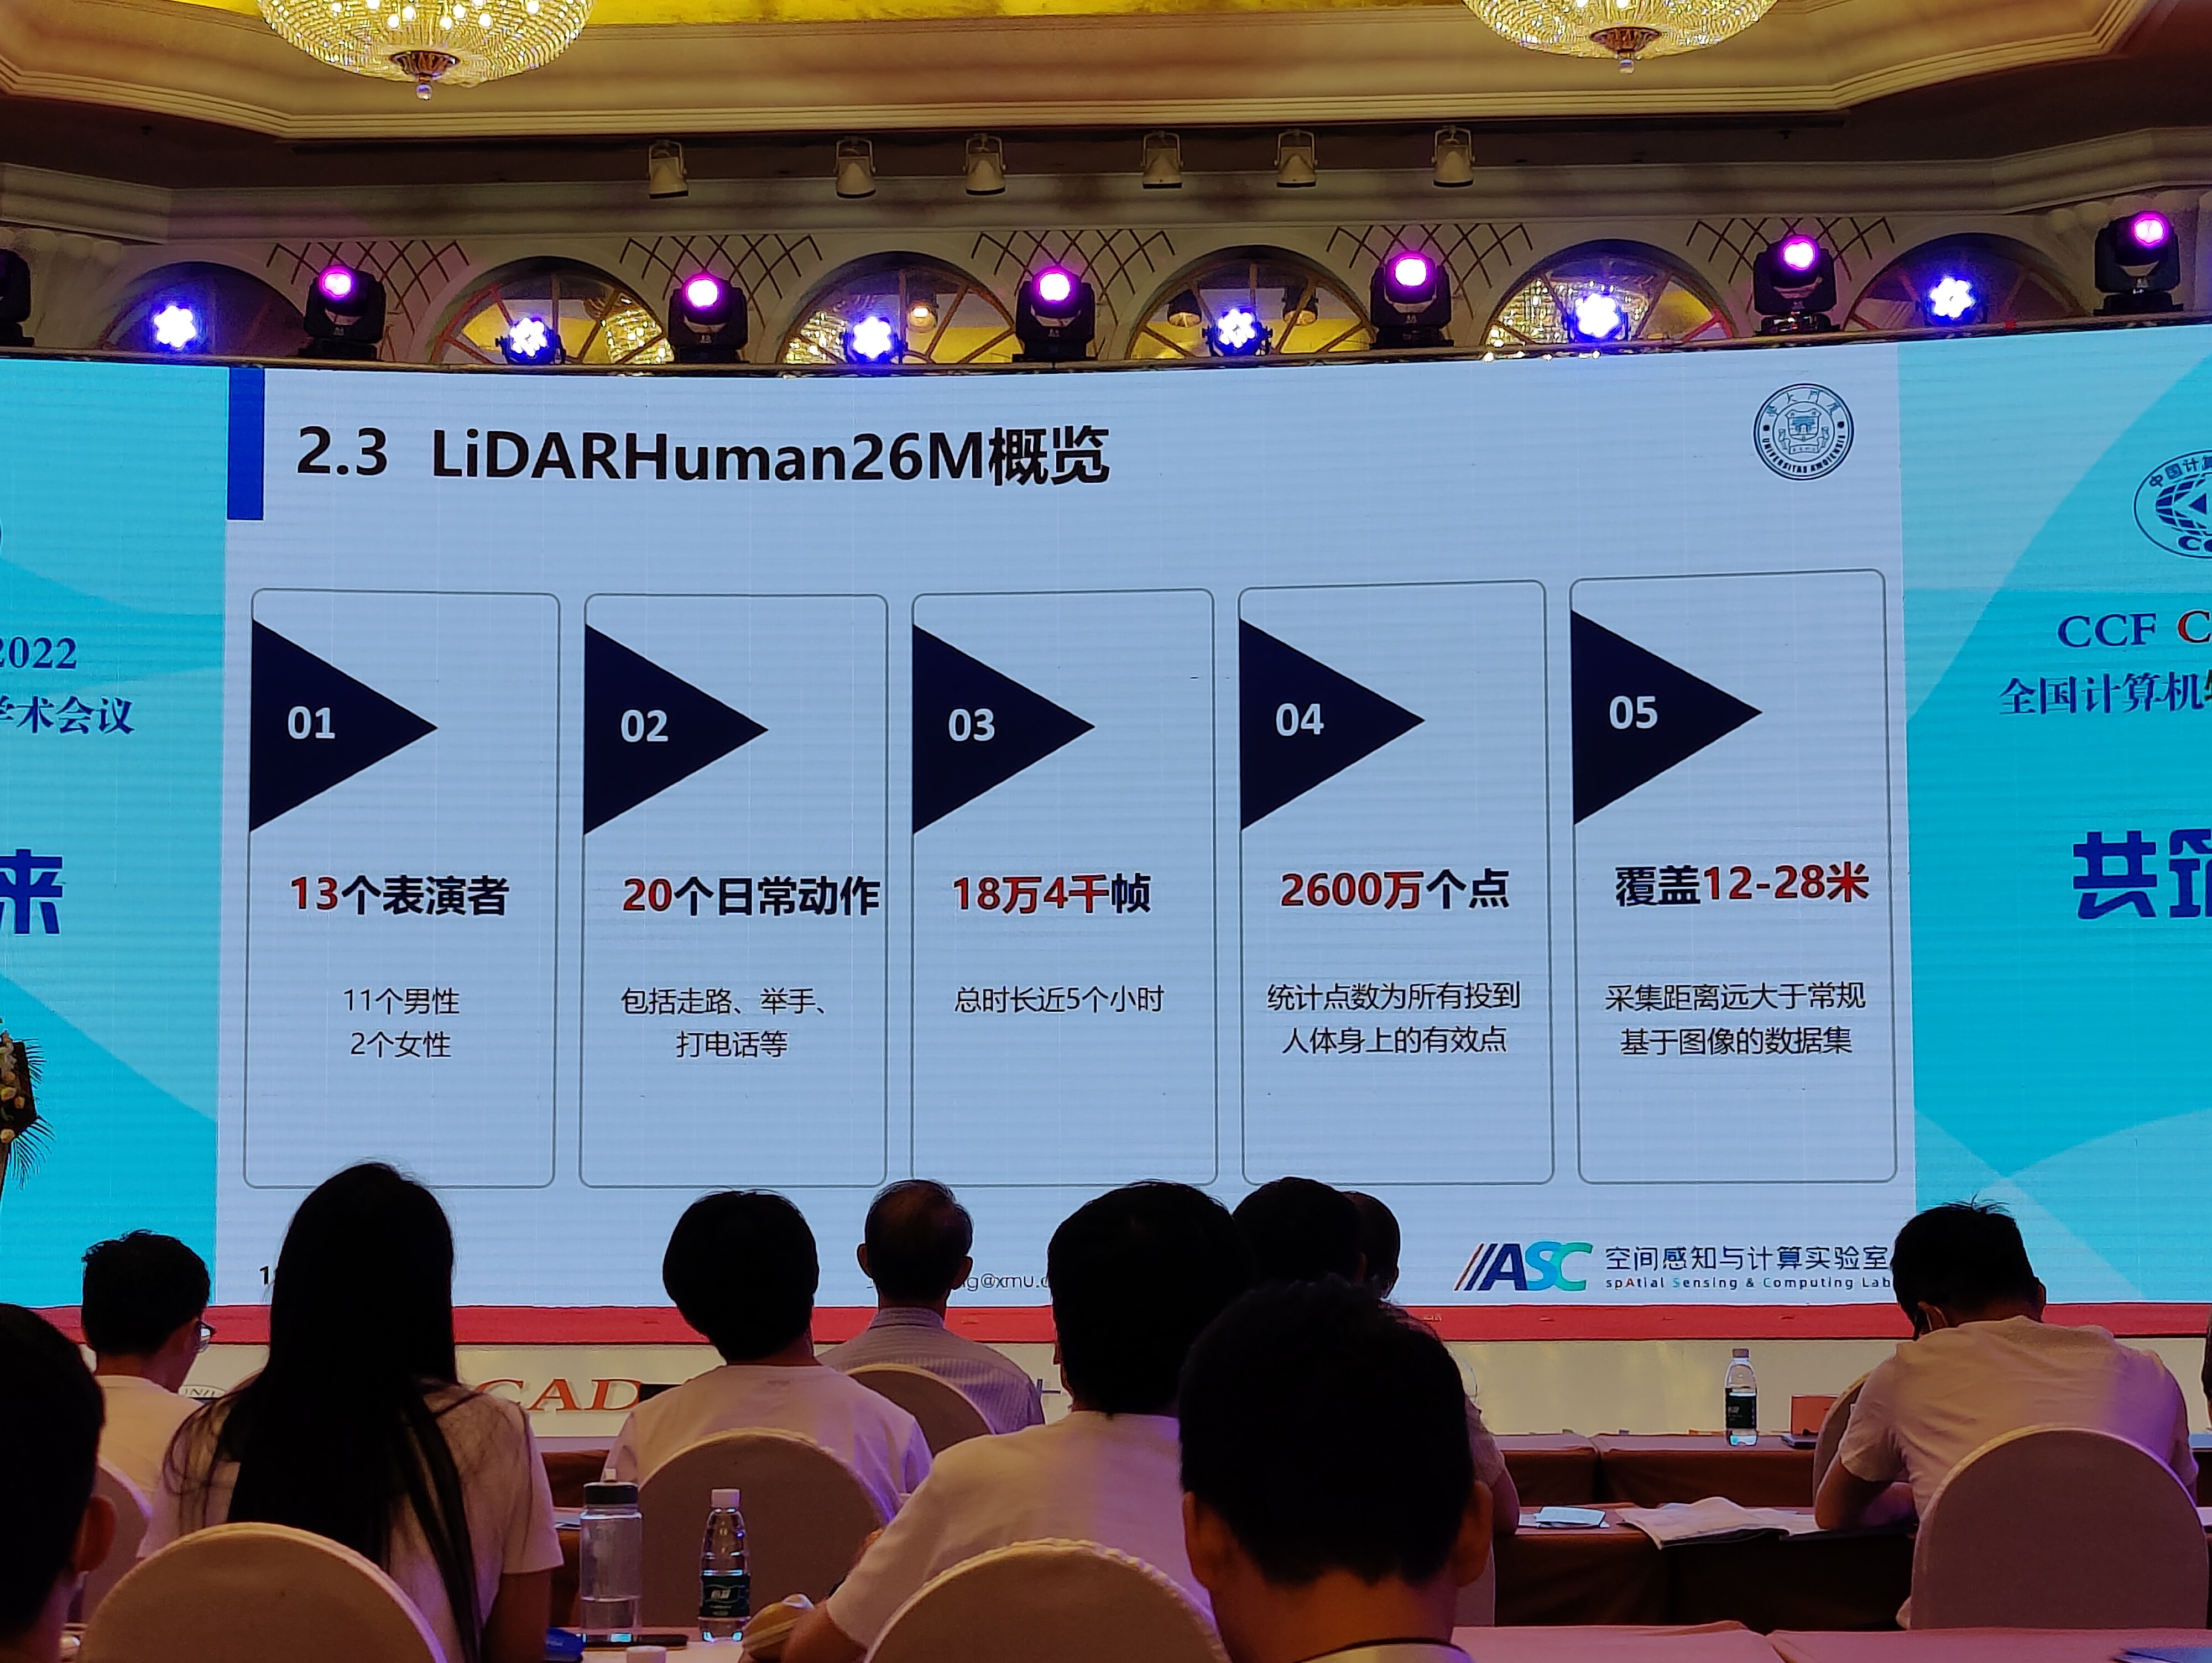 2.3 LiDARHuman26M概览
UNIVERSITAS AMOIENSIS
中国计算
2022
学术会议
来
CCF C
全国计算机
共筑
01
13个表演者
11个男性
2个女性
02
20个日常动作
包括走路、举手、
打电话等
03
18万4千帧
总时长近5个小时
04
2600万个点
统计点数为所有投到
人体身上的有效点
05
覆盖12-28米
采集距离远大于常规
基于图像的数据集
g@xmu.
ASC 空间感知与计算实验室
spAtial Sensing & Computing Lab
CAD